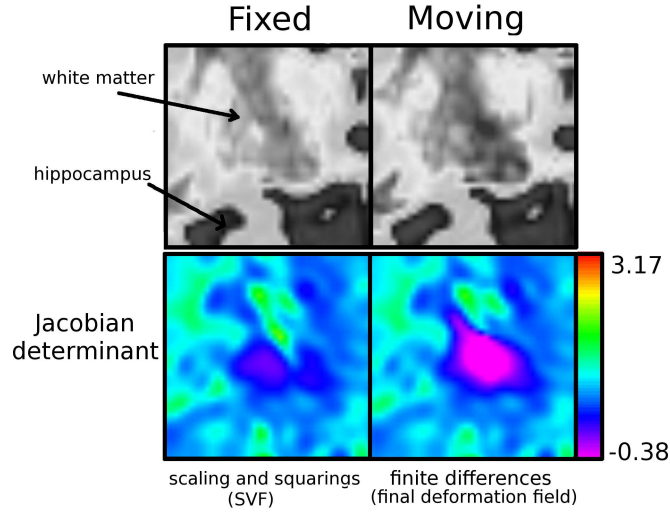 Fixed
Moving
white matter
hippocampus
Jacobian
determinant
3.17
-0.38
scaling and squarings
(SVF)
finite differences
(final deformation field)